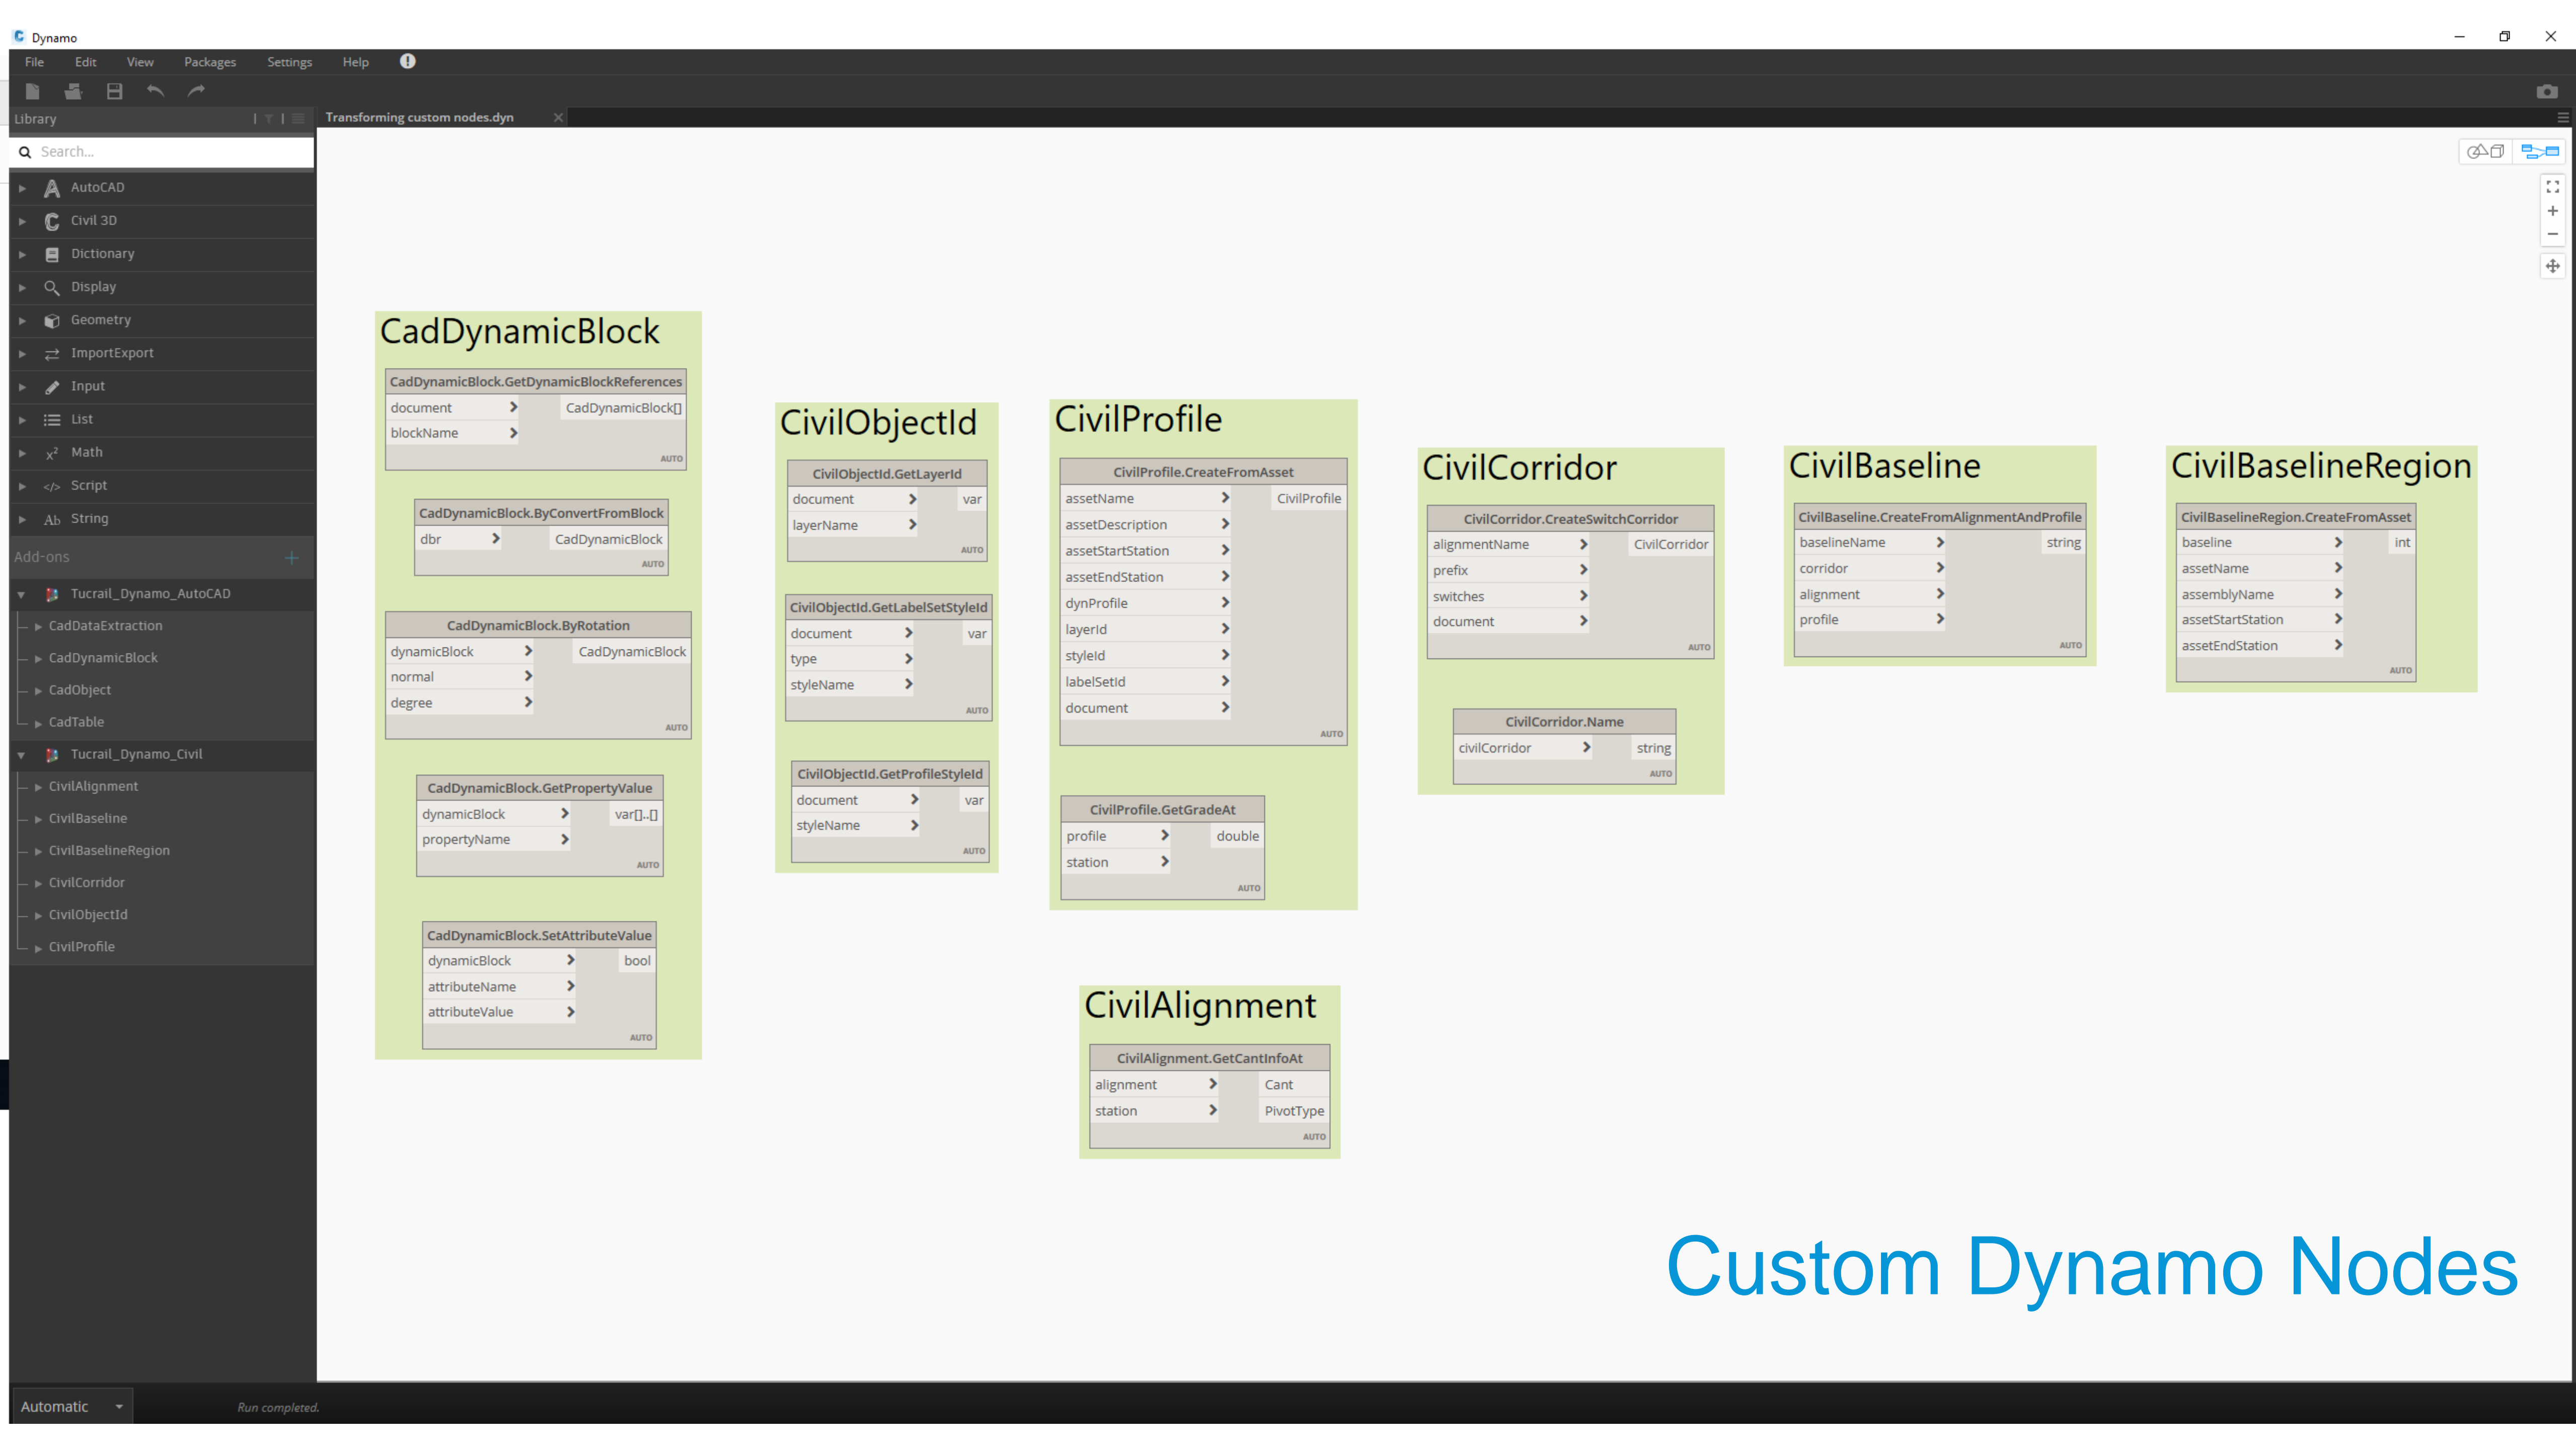 Dynamo
File Edit View Packages Settings Help
Library
Transforming custom nodes.dyn
Search...
AutoCAD
Civil 3D
Dictionary
Display
Geometry
ImportExport
Input
List
Math
Script
String
Add-ons
Tucrail_Dynamo_AutoCAD
CadDataExtraction
CadDynamicBlock
CadObject
CadTable
Tucrail_Dynamo_Civil
CivilAlignment
CivilBaseline
CivilBaselineRegion
CivilCorridor
CivilObjectId
CivilProfile
CadDynamicBlock
CadDynamicBlock.GetDynamicBlockReferences
document CadDynamicBlock[]
blockName
AUTO
CadDynamicBlock.ByConvertFromBlock
dbr CadDynamicBlock
AUTO
CadDynamicBlock.ByRotation
dynamicBlock CadDynamicBlock
normal
degree
AUTO
CadDynamicBlock.GetPropertyValue
dynamicBlock var[]..[]
propertyName
AUTO
CadDynamicBlock.SetAttributeValue
dynamicBlock bool
attributeName
attributeValue
AUTO
CivilObjectId
CivilObjectId.GetLayerId
document var
layerName
AUTO
CivilObjectId.GetLabelSetStyleId
document var
type
styleName
AUTO
CivilObjectId.GetProfileStyleId
document var
styleName
AUTO
CivilProfile
CivilProfile.CreateFromAsset
assetName CivilProfile
assetDescription
assetStartStation
assetEndStation
dynProfile
layerId
styleId
labelSetId
document
AUTO
CivilProfile.GetGradeAt
profile double
station
AUTO
CivilAlignment
CivilAlignment.GetCantInfoAt
alignment Cant
station PivotType
AUTO
CivilCorridor
CivilCorridor.CreateSwitchCorridor
alignmentName CivilCorridor
prefix
switches
document
AUTO
CivilCorridor.Name
civilCorridor string
AUTO
CivilBaseline
CivilBaseline.CreateFromAlignmentAndProfile
baselineName string
corridor
alignment
profile
AUTO
CivilBaselineRegion
CivilBaselineRegion.CreateFromAsset
baseline int
assetName
assemblyName
assetStartStation
assetEndStation
AUTO
Custom Dynamo Nodes
Automatic
Run completed.